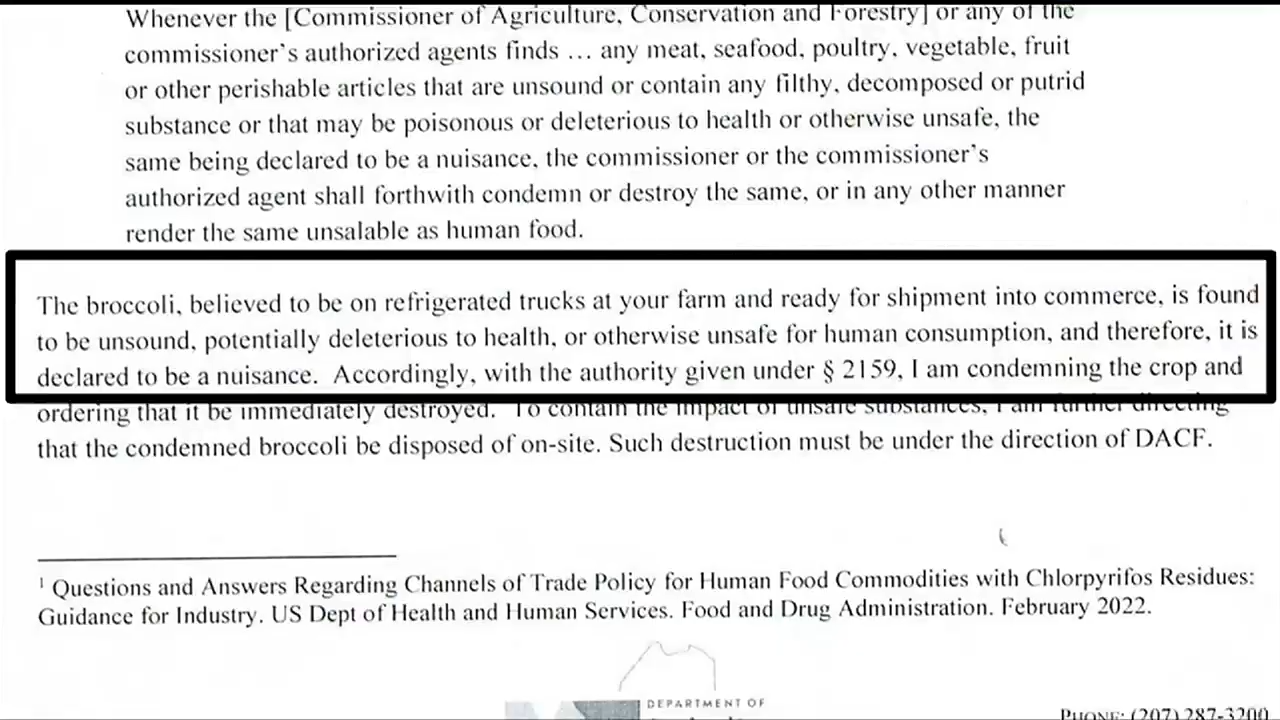 Whenever the [Commissioner of Agriculture, Conservation and Forestry] or any of the
commissioner's authorized agents finds … any meat, seafood, poultry, vegetable, fruit
or other perishable articles that are unsound or contain any filthy, decomposed or putrid
substance or that may be poisonous or deleterious to health or otherwise unsafe, the
same being declared to be a nuisance, the commissioner or the commissioner's
authorized agent shall forthwith condemn or destroy the same, or in any other manner
render the same unsalable as human food.
The broccoli, believed to be on refrigerated trucks at your farm and ready for shipment into commerce, is found
to be unsound, potentially deleterious to health, or otherwise unsafe for human consumption, and therefore, it is
declared to be a nuisance. Accordingly, with the authority given under § 2159, I am condemning the crop and
ordering that it be immediately destroyed. To contain the impact of unsafe substances, I am further directing
that the condemned broccoli be disposed of on-site. Such destruction must be under the direction of DACF.
1 Questions and Answers Regarding Channels of Trade Policy for Human Food Commodities with Chlorpyrifos Residues:
Guidance for Industry. US Dept of Health and Human Services. Food and Drug Administration. February 2022.
DEPARTMENT OF
PHONE: (207) 287-3200